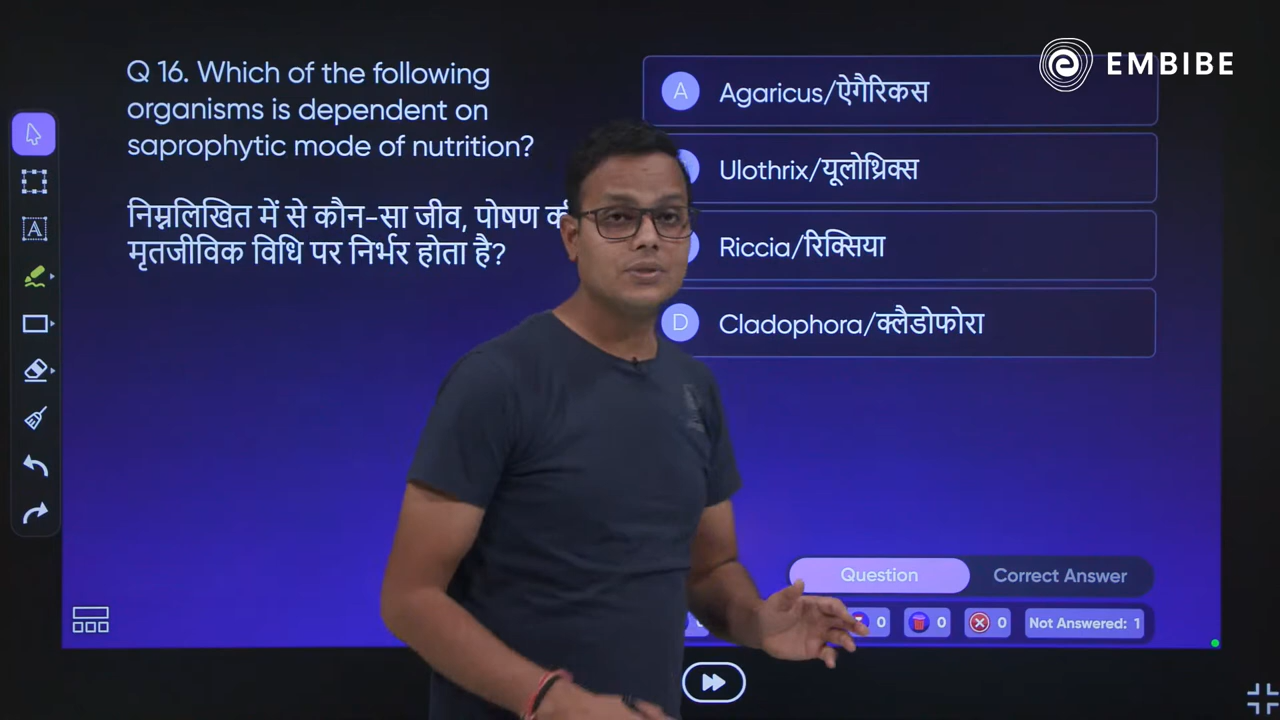 EMBIBE
Q 16. Which of the following
organisms is dependent on
saprophytic mode of nutrition?
निम्नलिखित में से कौन-सा जीव, पोषण की
मृतजीविक विधि पर निर्भर होता है?
A Agaricus/ऐगैरिकस
Ulothrix/यूलोथ्रिक्स
Riccia/रिक्सिया
D Cladophora/क्लैडोफोरा
A
Question Correct Answer
0 0 0 Not Answered: 1